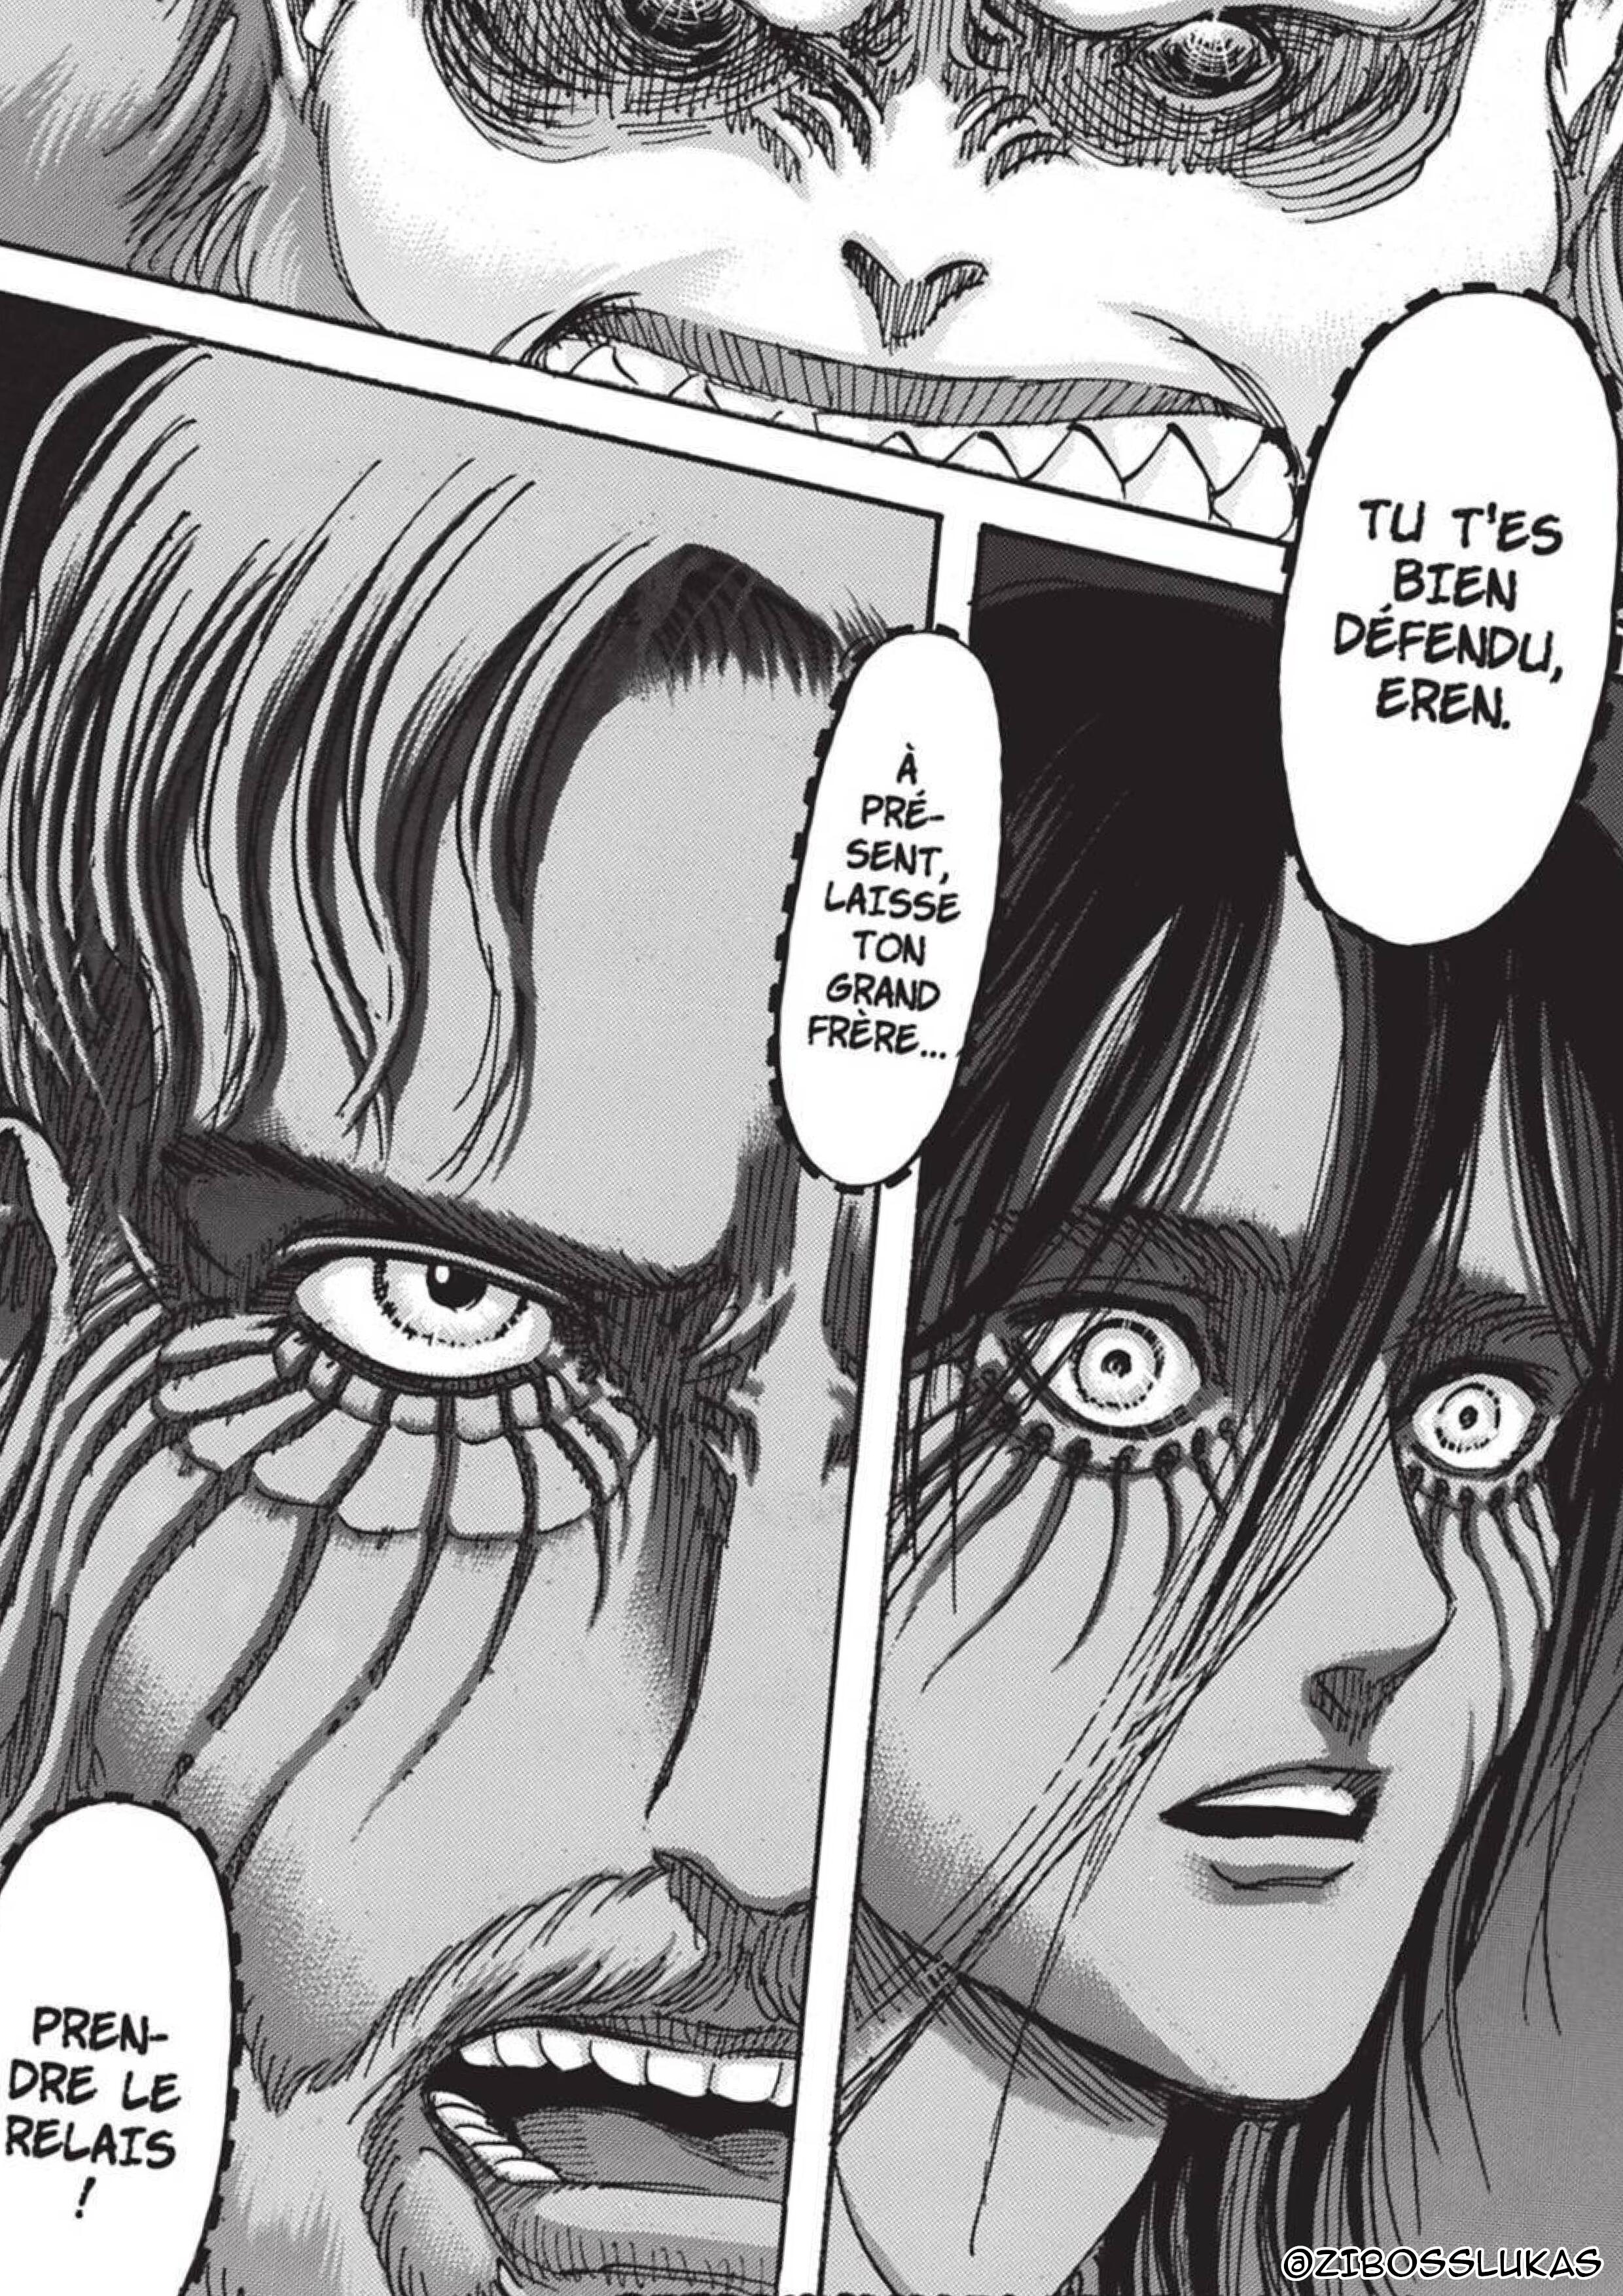 TU T'ES
BIEN
DÉFENDU,
EREN.
À
PRÉ-
SENT,
LAISSE
TON
GRAND
FRÈRE...
PREN-
DRE LE
RELAIS
!
@ZIBOSSLUKAS